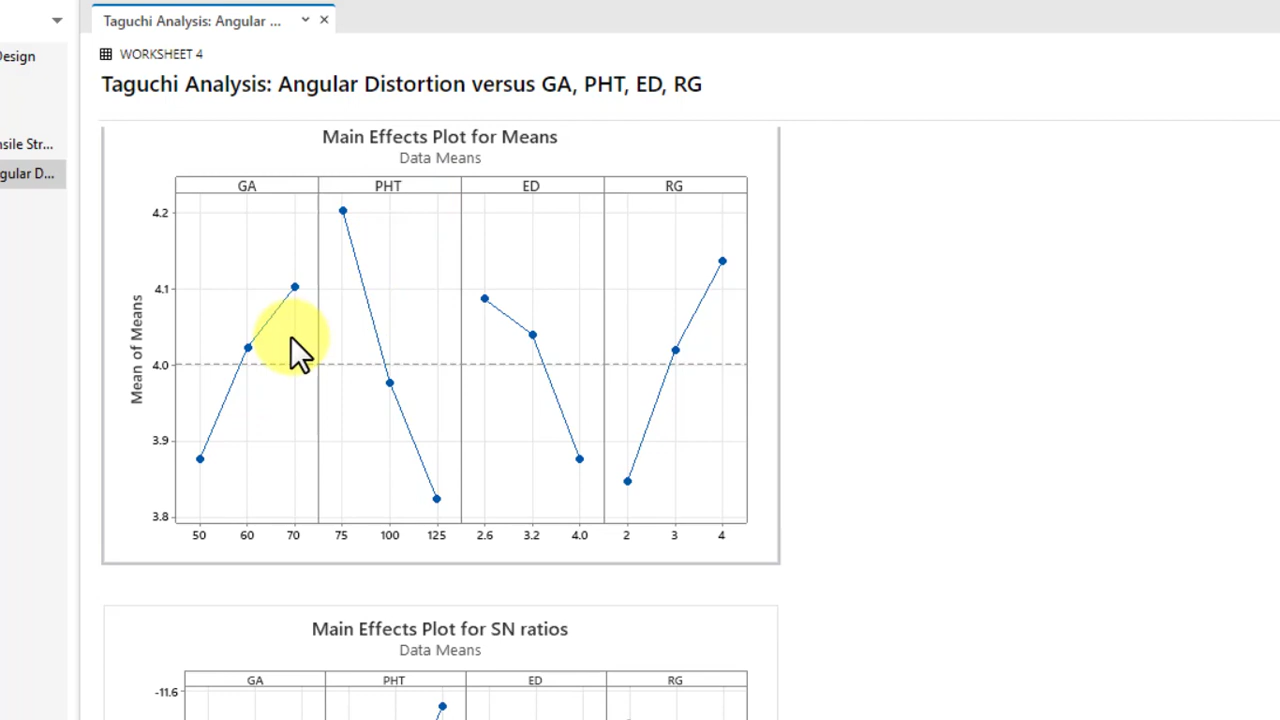 Taguchi Analysis: Angular ...
Design
WORKSHEET 4
Taguchi Analysis: Angular Distortion versus GA, PHT, ED, RG
nsile Str...
gular D...
Main Effects Plot for Means
Data Means
GA PHT ED RG
4.2
4.1
4.0
3.9
3.8
Mean of Means
50 60 70 75 100 125 2.6 3.2 4.0 2 3 4
Main Effects Plot for SN ratios
Data Means
GA PHT ED RG
-11.6